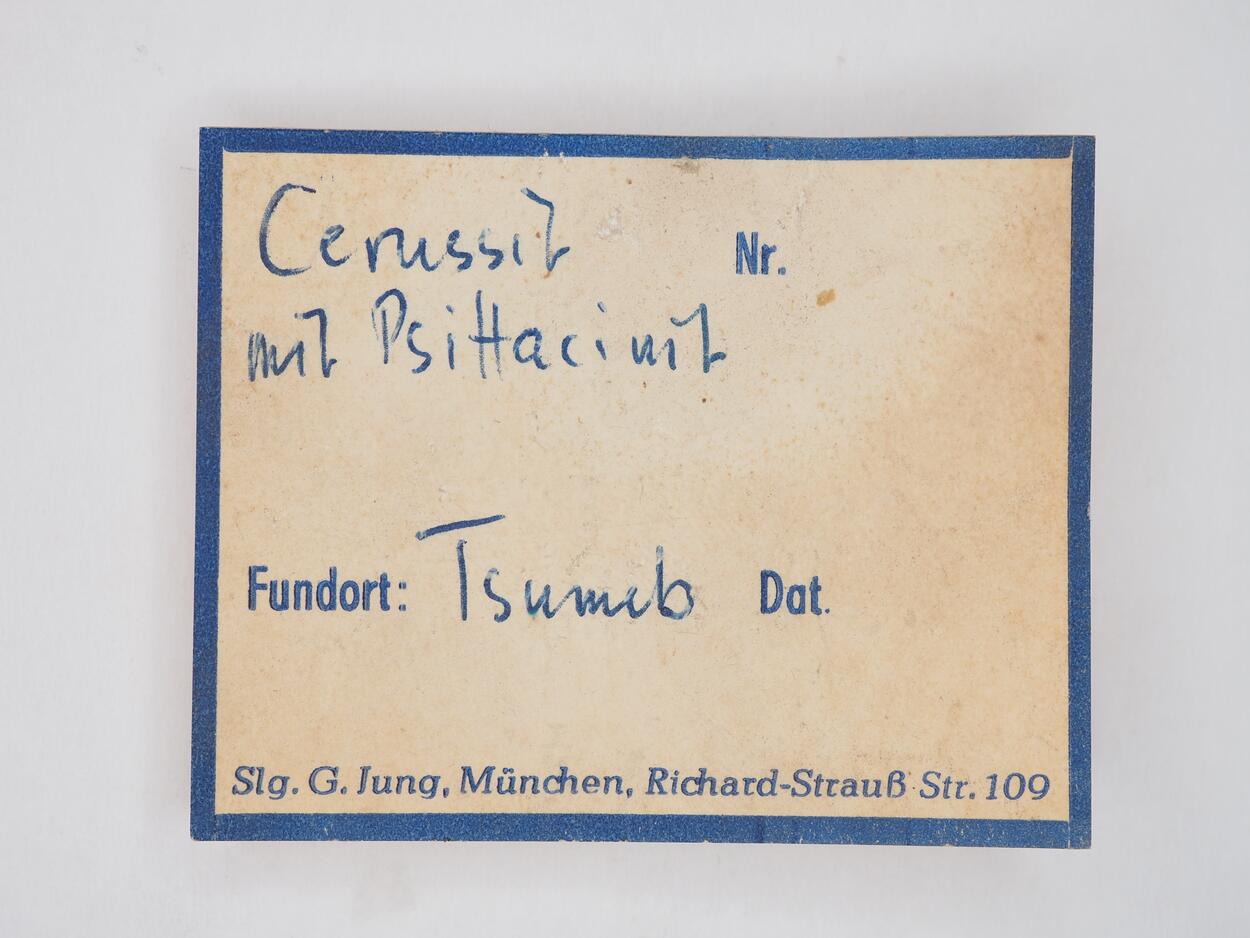 Cerussit Nr.
mit Psittacinit
Fundort: Tsumeb Dat.
Slg. G. Jung, München, Richard-Strauß Str. 109